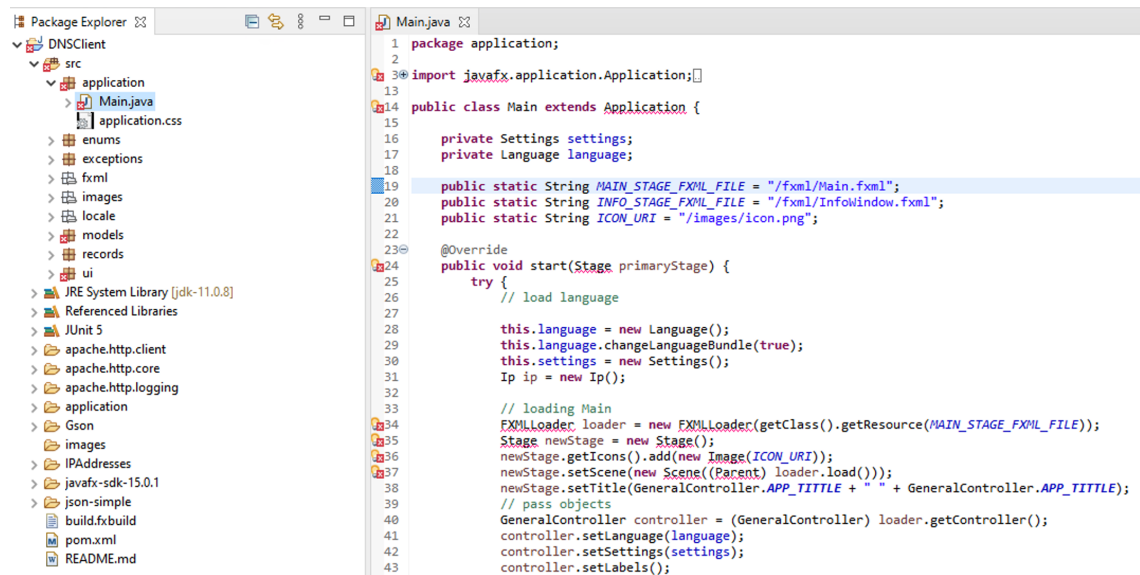 Package Explorer
DNSClient
src
application
Main.java
application.css
enums
exceptions
fxml
images
locale
models
records
ui
JRE System Library [jdk-11.0.8]
Referenced Libraries
JUnit 5
apache.http.client
apache.http.core
apache.http.logging
application
Gson
images
IPAddresses
javafx-sdk-15.0.1
json-simple
build.fxbuild
pom.xml
README.md
Main.java
1 package application;
2
3 import javafx.application.Application;
13
14 public class Main extends Application {
15
16 private Settings settings;
17 private Language language;
18
19 public static String MAIN_STAGE_FXML_FILE = "/fxml/Main.fxml";
20 public static String INFO_STAGE_FXML_FILE = "/fxml/InfoWindow.fxml";
21 public static String ICON_URI = "/images/icon.png";
22
23 @Override
24 public void start(Stage primaryStage) {
25 try {
26 // load language
27
28 this.language = new Language();
29 this.language.changeLanguageBundle(true);
30 this.settings = new Settings();
31 Ip ip = new Ip();
32
33 // loading Main
34 FXMLLoader loader = new FXMLLoader(getClass().getResource(MAIN_STAGE_FXML_FILE));
35 Stage newStage = new Stage();
36 newStage.getIcons().add(new Image(ICON_URI));
37 newStage.setScene(new Scene((Parent) loader.load()));
38 newStage.setTitle(GeneralController.APP_TITTLE + " " + GeneralController.APP_TITTLE);
39 // pass objects
40 GeneralController controller = (GeneralController) loader.getController();
41 controller.setLanguage(language);
42 controller.setSettings(settings);
43 controller.setLabels();